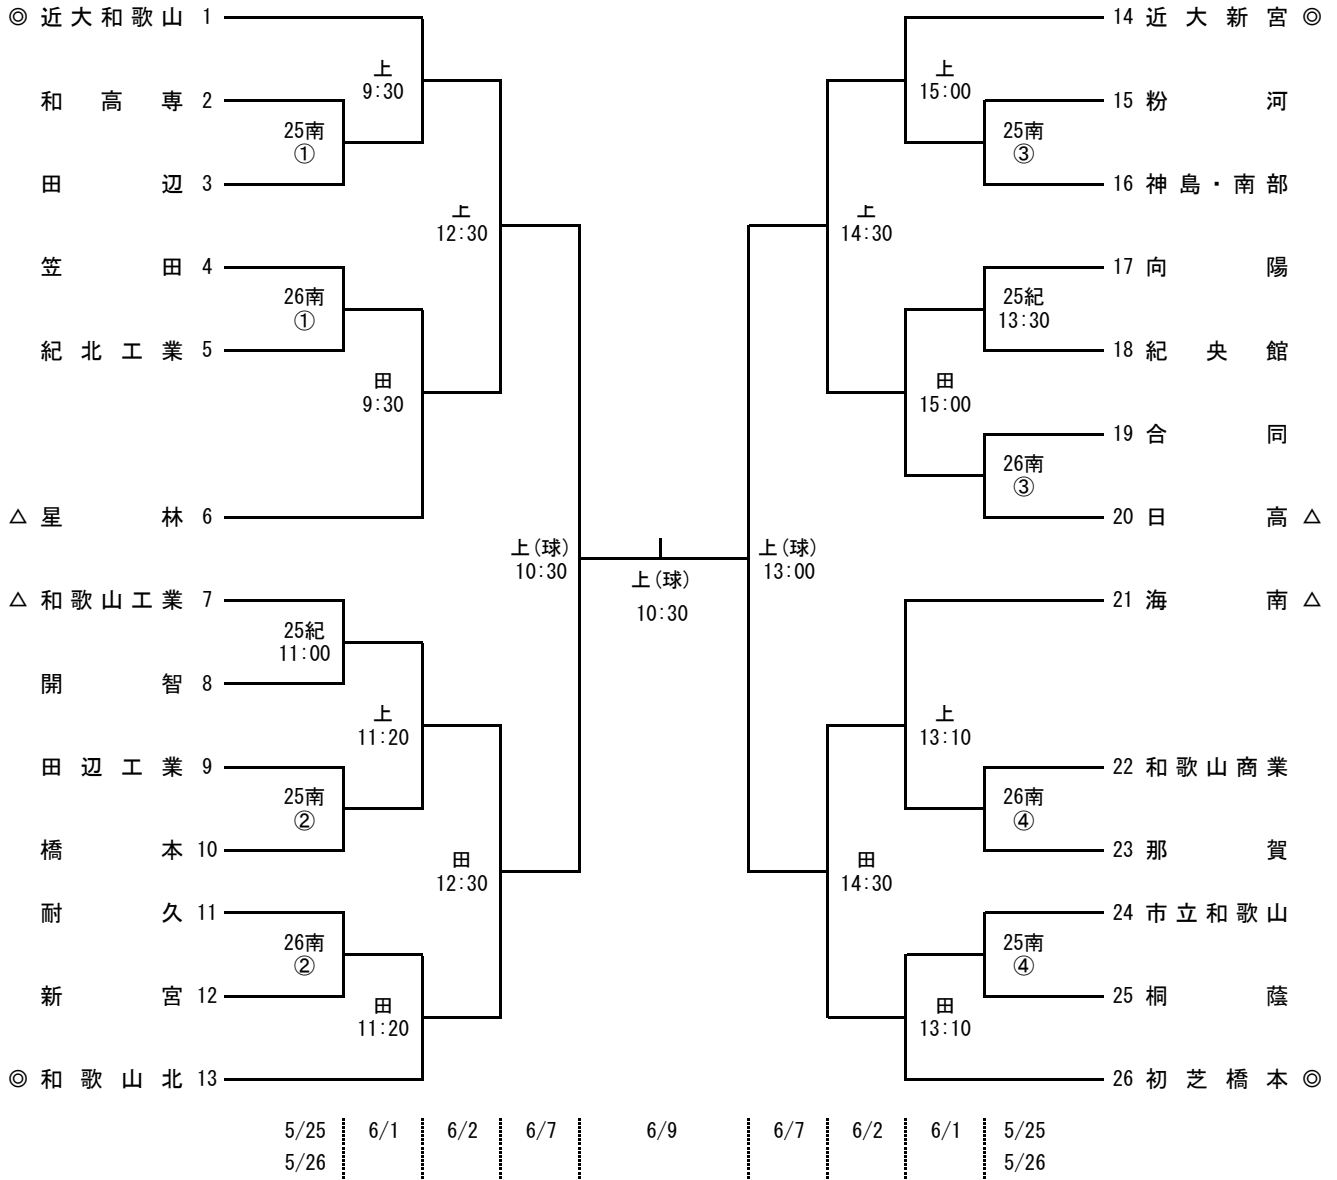 ◎ 近大和歌山 1
和高専 2
25南
①
田辺 3
上
9:30
笠田 4
26南
①
紀北工業 5
田
9:30
△ 星林 6
上
12:30
△ 和歌山工業 7
25紀
11:00
開智 8
上
11:20
田辺工業 9
25南
②
橋本 10
耐久 11
26南
②
新宮 12
田
11:20
◎ 和歌山北 13
田
12:30
上(球)
10:30
上(球)
10:30
上(球)
13:00
14 近大新宮 ◎
上
15:00
15 粉河
25南
③
16 神島・南部
上
14:30
17 向陽
25紀
13:30
18 紀央館
田
15:00
19 合同
26南
③
20 日高 △
21 海南 △
上
13:10
22 和歌山商業
26南
④
23 那賀
田
14:30
24 市立和歌山
25南
④
25 桐蔭
田
13:10
26 初芝橋本 ◎
5/25 6/1 6/2 6/7 6/9 6/7 6/2 6/1 5/25
5/26 5/26